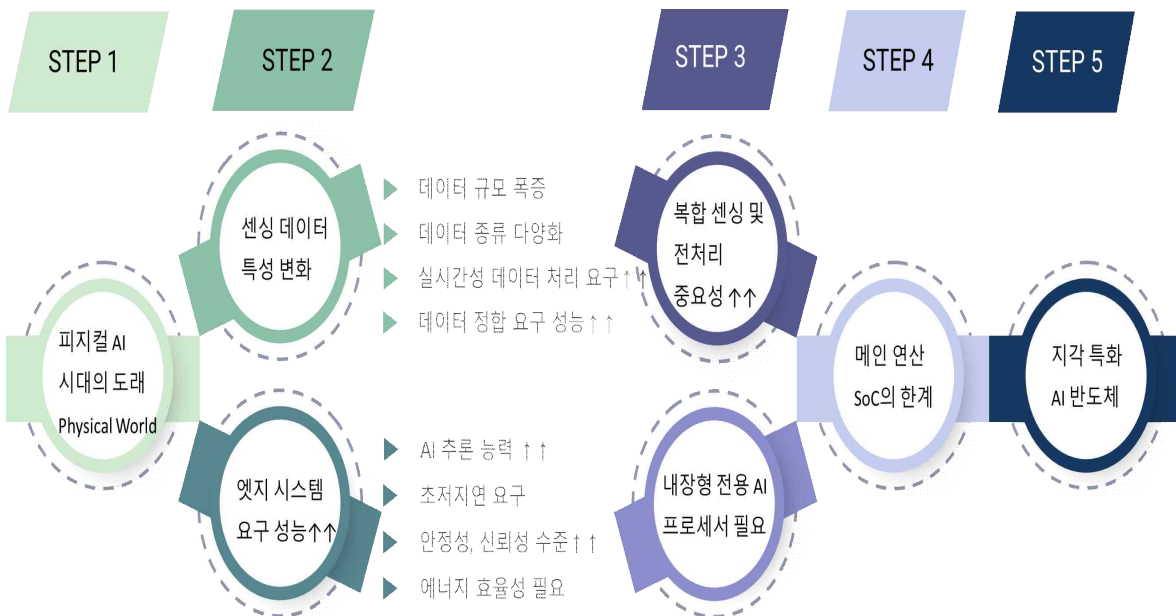 STEP 1
STEP 2
STEP 3
STEP 4
STEP 5
피지컬 AI
시대의 도래
Physical World
센싱 데이터
특성 변화
데이터 규모 폭증
데이터 종류 다양화
실시간성 데이터 처리 요구↑↑
데이터 정합 요구 성능↑↑
엣지 시스템
요구 성능↑↑
AI 추론 능력 ↑↑
초저지연 요구
안정성, 신뢰성 수준↑↑
에너지 효율성 필요
복합 센싱 및
전처리
중요성↑↑
내장형 전용 AI
프로세서 필요
메인 연산
SoC의 한계
지각 특화
AI 반도체